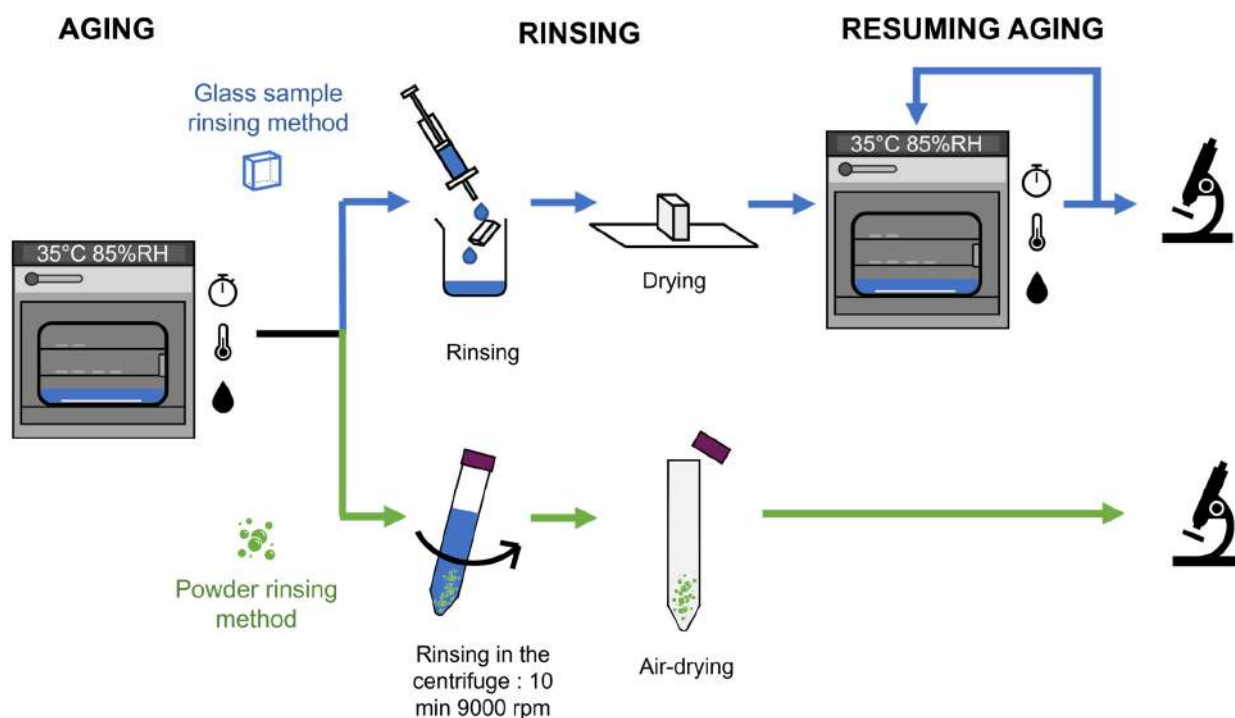 AGING
RINSING
RESUMING AGING
Glass sample
rinsing method
35°C 85%RH
35°C 85%RH
Drying
Rinsing
Powder rinsing
method
Rinsing in the
centrifuge : 10
min 9000 rpm
Air-drying